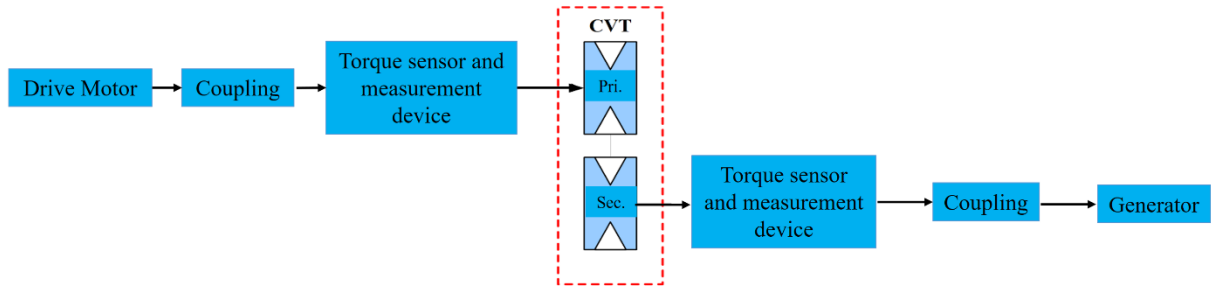 CVT
Drive Motor
Coupling
Torque sensor and
measurement
device
Pri.
Sec.
Torque sensor
and measurement
device
Coupling
Generator